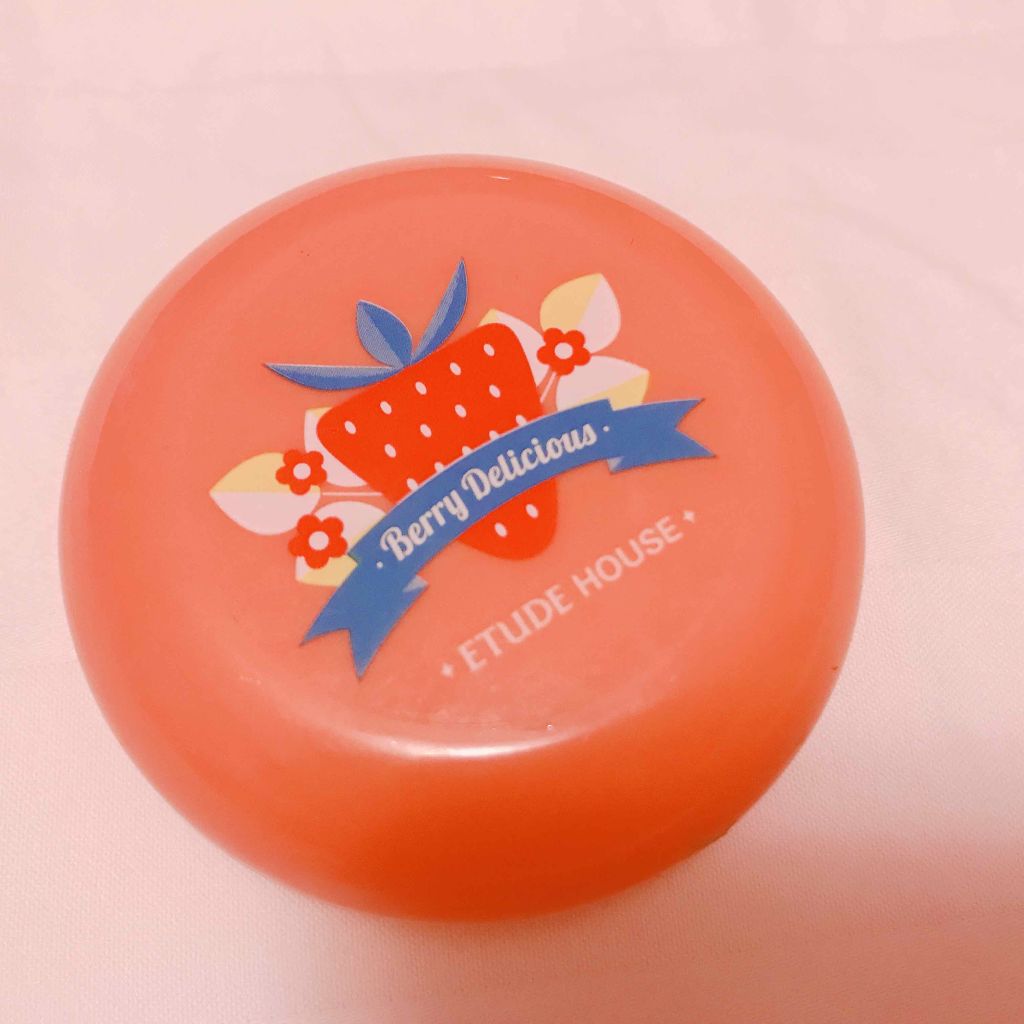 · Berry Delicious ·
✦ ETUDE HOUSE ✦